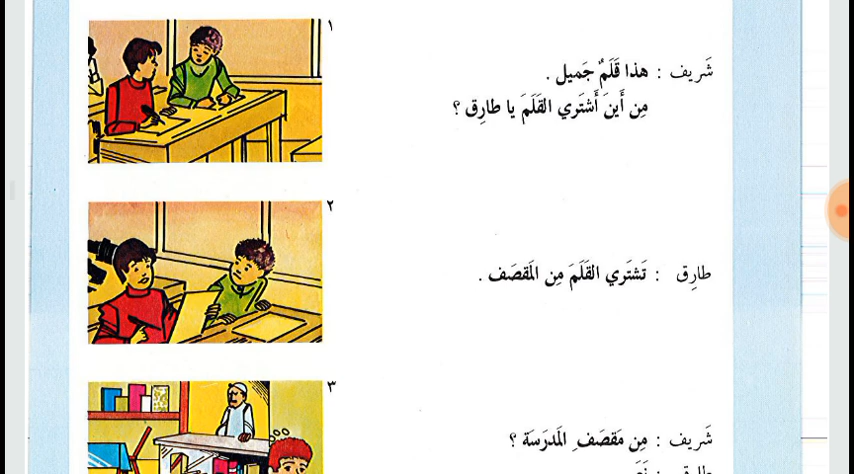 ١
شَريف : هذا قَلَمٌ جَميل .
مِن أَينَ أَشتَري القَلَمَ يا طارِق ؟
٢
طارِق : تَشتَري القَلَمَ مِن المَقصَف .
٣
شَريف : مِن مَقصَفِ المَدرَسَة ؟